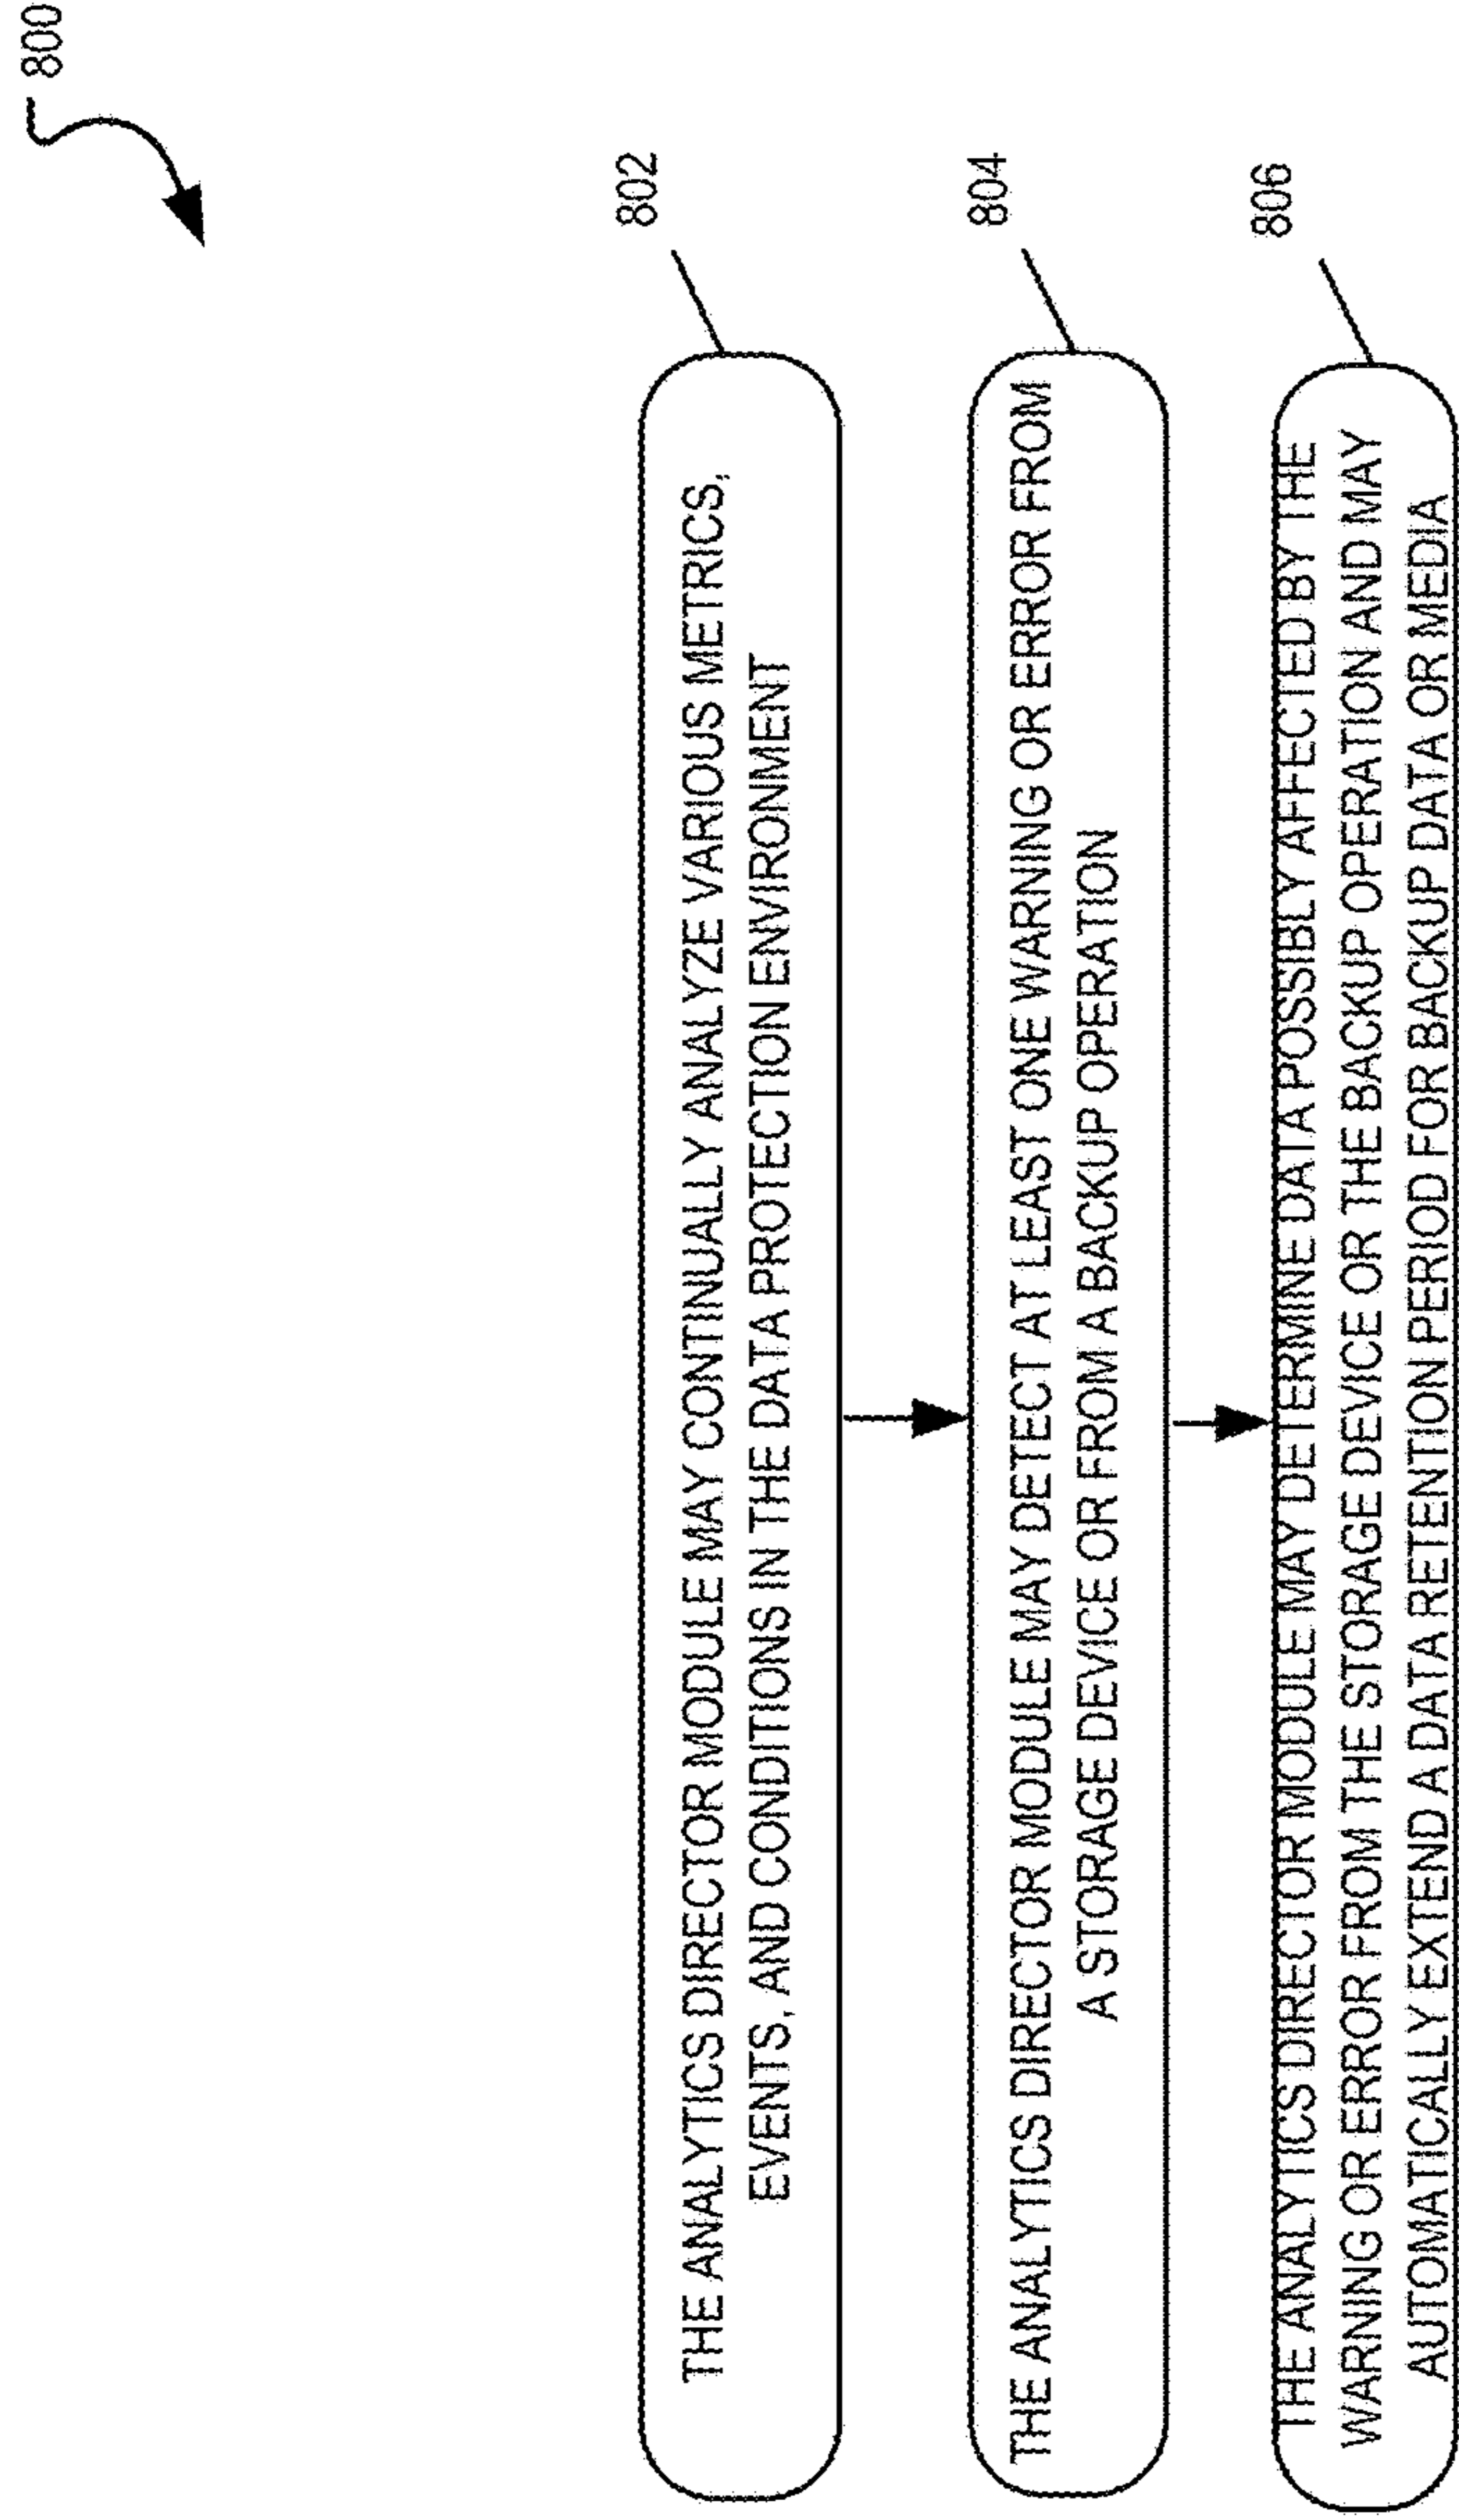 800
802
THE ANALYTICS DIRECTOR MODULE MAY CONTINUALLY ANALYZE VARIOUS METRICS,
EVENTS, AND CONDITIONS IN THE DATA PROTECTION ENVIRONMENT
804
THE ANALYTICS DIRECTOR MODULE MAY DETECT AT LEAST ONE WARNING OR ERROR FROM
A STORAGE DEVICE OR FROM A BACKUP OPERATION
806
THE ANALYTICS DIRECTOR MODULE MAY DETERMINE DATA POSSIBLY AFFECTED BY THE
WARNING OR ERROR FROM THE STORAGE DEVICE OR THE BACKUP OPERATION AND MAY
AUTOMATICALLY EXTEND A DATA RETENTION PERIOD FOR BACKUP DATA OR MEDIA